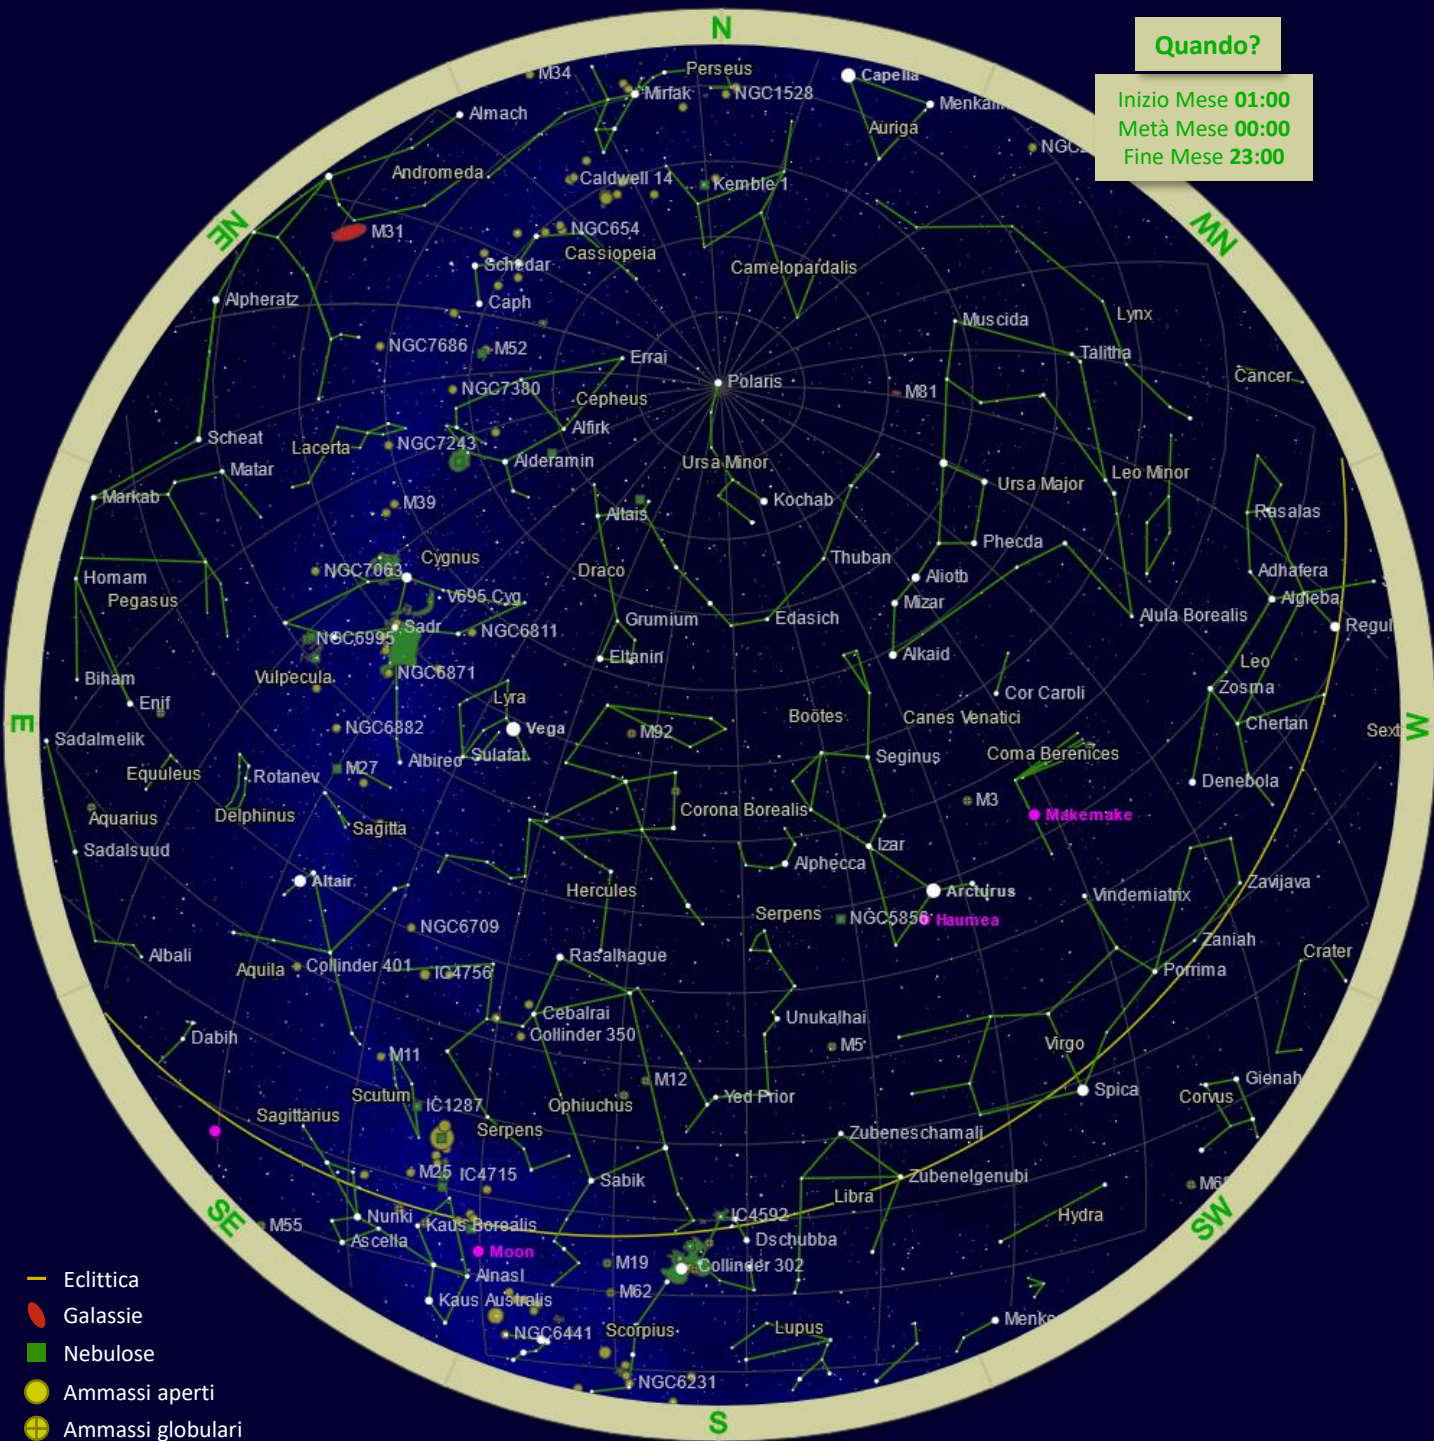 N
Quando?
Inizio Mese 01:00
Metà Mese 00:00
Fine Mese 23:00
M34
Perseus
Capella
Mirfak
NGC1528
Almach
Auriga
Andromeda
Caldwell 14
Kemble 1
NE
NW
M31
NGC654
Cassiopeia
Schedar
Camelopardalis
Alpheratz
Caph
Muscida
Lynx
NGC7686
M52
Errai
Talitha
Polaris
Cancer
NGC7380
Cepheus
M81
Alfirk
Scheat
Lacerta
NGC7243
Matar
Alderamin
Ursa Minor
Leo Minor
Ursa Major
Markab
M39
Altais
Kochab
Rasalas
Phecda
Cygnus
Thuban
NGC7063
Draco
Adhafera
Homam
Alioth
Pegasus
V695 Cyg
Mizar
Algieba
Sadr
Grumium
Edasich
Alula Borealis
NGC6995
NGC6811
Regul
Eltanin
Alkaid
Leo
NGC6871
Biham
Vulpecula
Zosma
Lyra
Cor Caroli
Enif
Boötes
Canes Venatici
E
NGC6882
Vega
M92
Chertan
Sext
W
Sadalmelik
Albireo
Sulafat
Seginus
Coma Berenices
Equuleus
Rotanev
M27
Denebola
M3
Aquarius
Delphinus
Corona Borealis
Makemake
Sagitta
Sadalsuud
Izar
Alphecca
Altair
Hercules
Arcturus
Vindemiatrix
Zavijava
Serpens
NGC5856
Haumea
NGC6709
Zaniah
Albali
Rasalhague
Crater
Aquila
Collinder 401
IC4756
Porrima
Cebalrai
Unukalhai
Dabih
Collinder 350
M5
Virgo
M11
M12
Gienah
Scutum
IC1287
Ophiuchus
Yed Prior
Spica
Corvus
Sagittarius
Serpens
Zubeneschamali
M25
IC4715
Sabik
Zubenelgenubi
Libra
SE
SW
M55
Nunki
Kaus Borealis
IC4592
Hydra
Ascella
Moon
Dschubba
M19
Collinder 302
Alnasl
M62
Kaus Australis
NGC6441
Scorpius
Lupus
NGC6231
S
Eclittica
Galassie
Nebulose
Ammassi aperti
Ammassi globulari